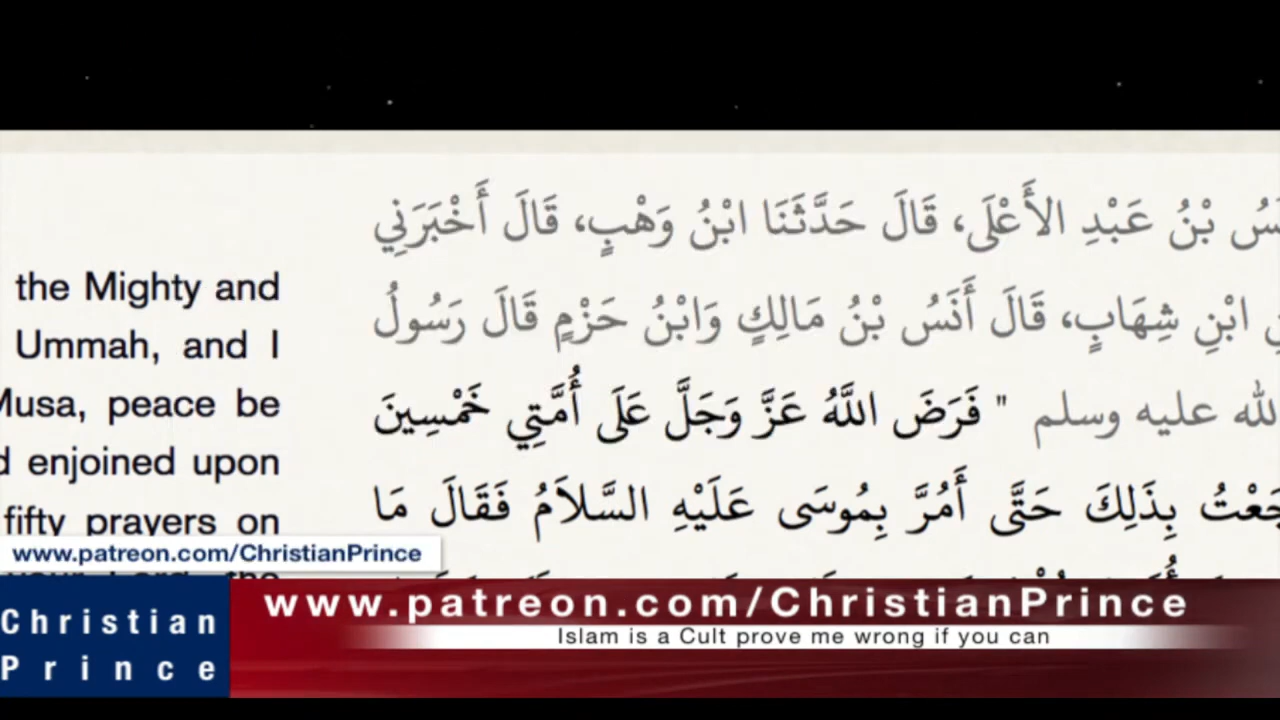 سُ بْنُ عَبْدِ الأَعْلَى، قَالَ حَدَّثَنَا ابْنُ وَهْبٍ، قَالَ أَخْبَرَنِي
ابْنِ شِهَابٍ، قَالَ أَنَسُ بْنُ مَالِكٍ وَابْنُ حَزْمٍ قَالَ رَسُولُ
الله عليه وسلم " فَرَضَ اللَّهُ عَزَّ وَجَلَّ عَلَى أُمَّتِي خَمْسِينَ
جَعْتُ بِذَلِكَ حَتَّى أَمُرَّ بِمُوسَى عَلَيْهِ السَّلاَمُ فَقَالَ مَا
the Mighty and
Ummah, and I
Musa, peace be
d enjoined upon
fifty prayers on
www.patreon.com/ChristianPrince
Christian
Prince
www.patreon.com/ChristianPrince
Islam is a Cult prove me wrong if you can